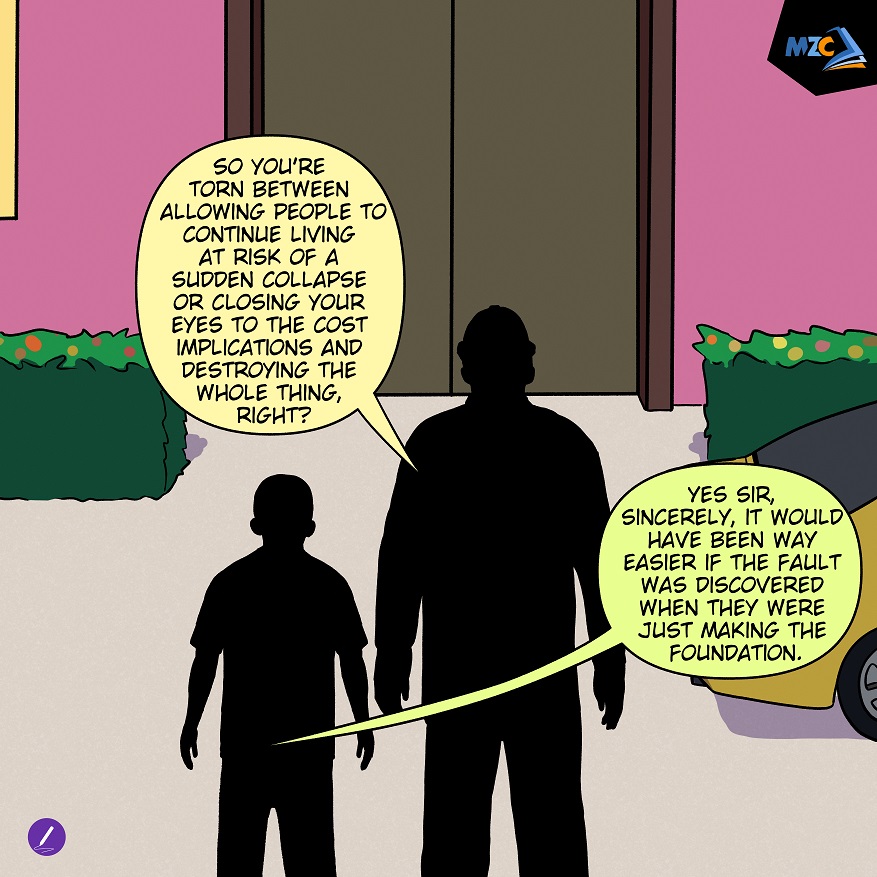 MZC
SO YOU'RE
TORN BETWEEN
ALLOWING PEOPLE TO
CONTINUE LIVING
AT RISK OF A
SUDDEN COLLAPSE
OR CLOSING YOUR
EYES TO THE COST
IMPLICATIONS AND
DESTROYING THE
WHOLE THING,
RIGHT?
YES SIR,
SINCERELY, IT WOULD
HAVE BEEN WAY
EASIER IF THE FAULT
WAS DISCOVERED
WHEN THEY WERE
JUST MAKING THE
FOUNDATION.